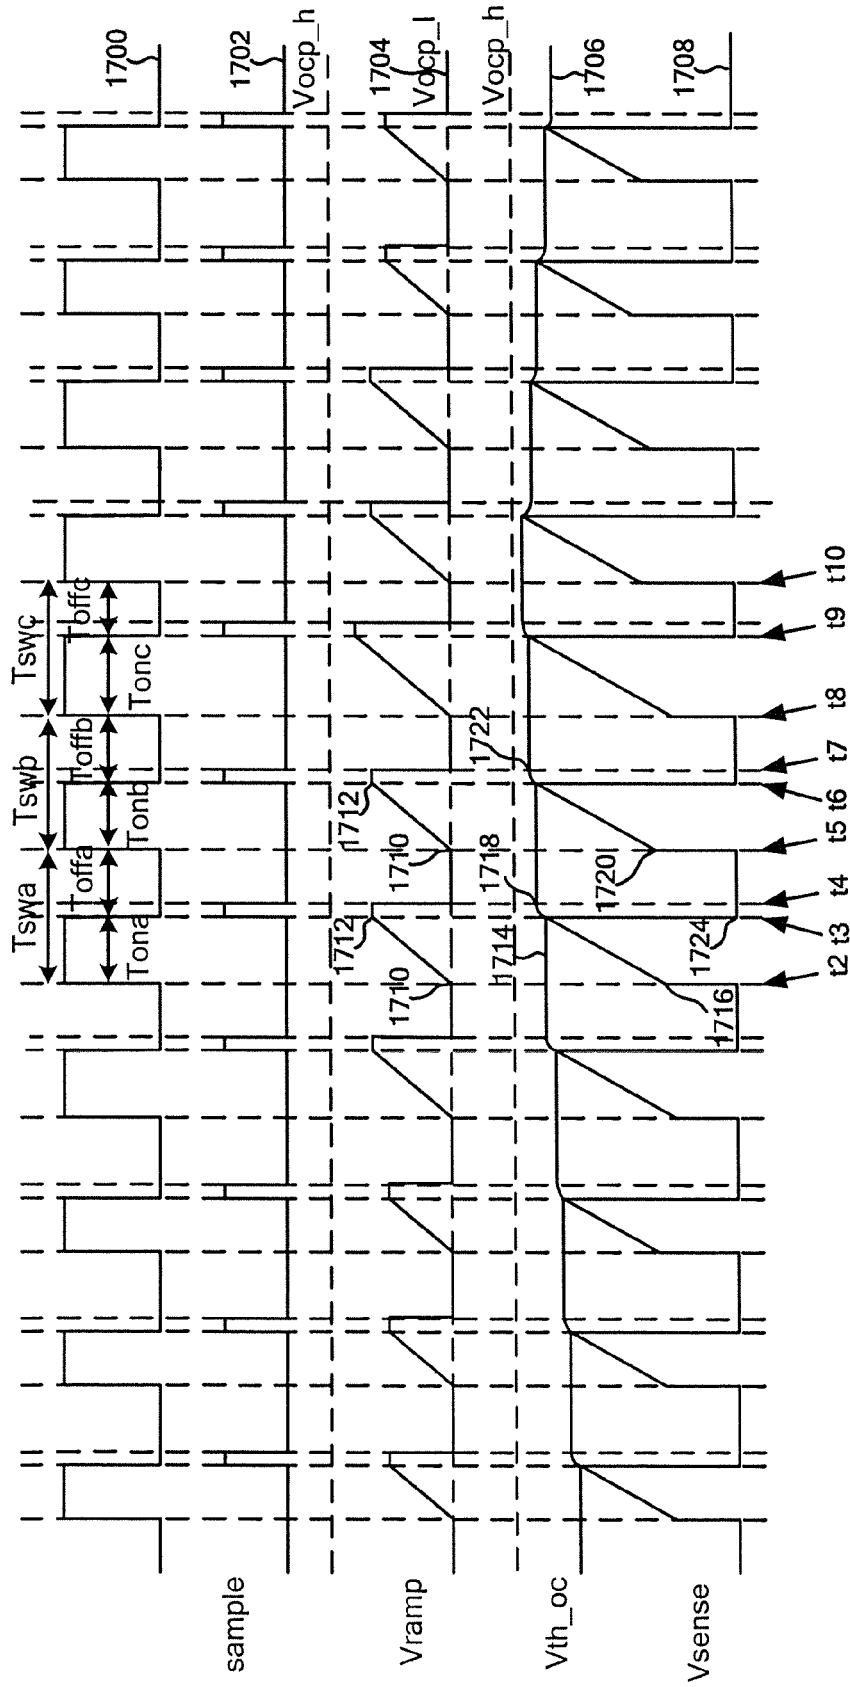 1700
1702
Vocp_h
1704
Vocp_l
Vocp_h
1706
1708
Tswa
Tswb
Tswc
Tona
Toffa
Tonb
Toffb
Tonc
Toffc
1710
1712
1710
1712
1714
1718
1722
1716
1724
1720
sample
Vramp
Vth_oc
Vsense
t2
t3
t4
t5
t6
t7
t8
t9
t10